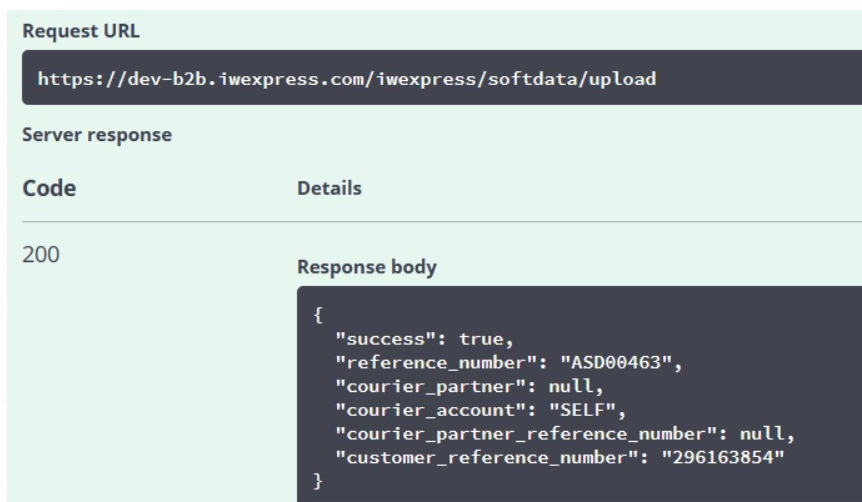 Request URL
https://dev-b2b.iwexpress.com/iwexpress/softdata/upload
Server response
Code Details
200
Response body
{
"success": true,
"reference_number": "ASD00463",
"courier_partner": null,
"courier_account": "SELF",
"courier_partner_reference_number": null,
"customer_reference_number": "296163854"
}